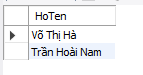 HoTen
Võ Thị Hà
Trần Hoài Nam